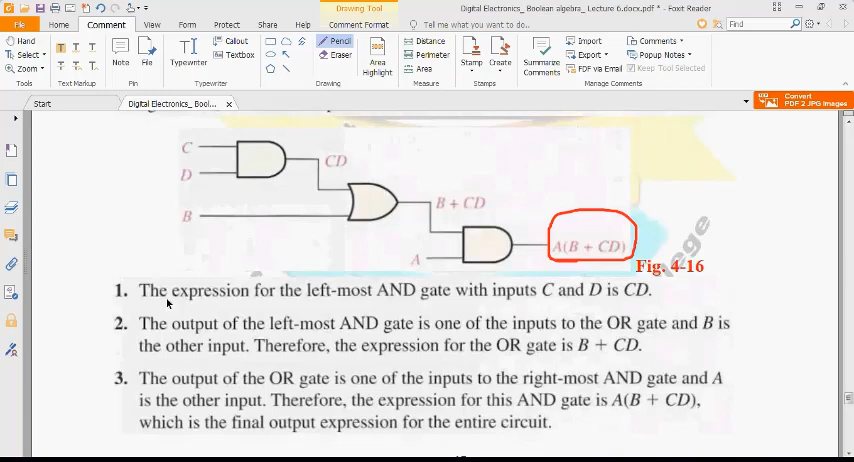 Drawing Tool
Digital Electronics_ Boolean algebra_ Lecture 6.docx.pdf * - Foxit Reader
File
Home
Comment
View
Form
Protect
Share
Help
Comment Format
Tell me what you want to do..
Find
Hand
Select
Zoom
Tools
Text Markup
Note
File
Pin
Typewriter
Callout
Textbox
Typewriter
Pencil
Eraser
Drawing
Area
Highlight
Distance
Perimeter
Area
Measure
Stamp
Create
Stamps
Summarize
Comments
Import
Export
FDF via Email
Comments
Popup Notes
Keep Tool Selected
Manage Comments
Start
Digital Electronics_ Bool...
Convert
PDF 2 JPG Images
C
D
CD
B
B + CD
A
A(B + CD)
Fig. 4-16
1. The expression for the left-most AND gate with inputs C and D is CD.
2. The output of the left-most AND gate is one of the inputs to the OR gate and B is
the other input. Therefore, the expression for the OR gate is B + CD.
3. The output of the OR gate is one of the inputs to the right-most AND gate and A
is the other input. Therefore, the expression for this AND gate is A(B + CD),
which is the final output expression for the entire circuit.